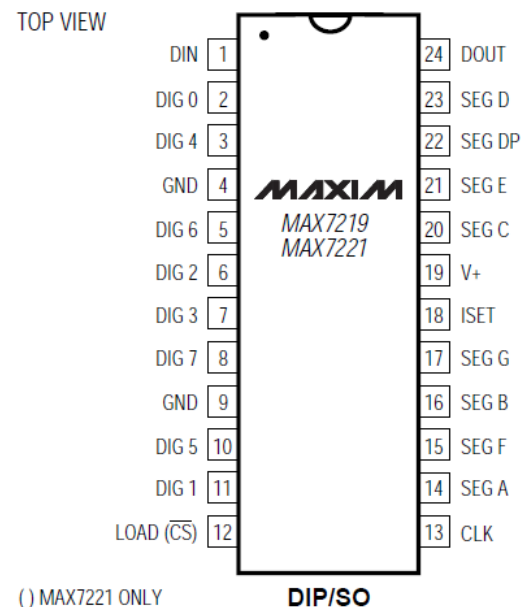 TOP VIEW
DIN 1
DIG 0 2
DIG 4 3
GND 4
DIG 6 5
DIG 2 6
DIG 3 7
DIG 7 8
GND 9
DIG 5 10
DIG 1 11
LOAD (C̅S̅) 12
MAXIM
MAX7219
MAX7221
24 DOUT
23 SEG D
22 SEG DP
21 SEG E
20 SEG C
19 V+
18 ISET
17 SEG G
16 SEG B
15 SEG F
14 SEG A
13 CLK
( ) MAX7221 ONLY
DIP/SO